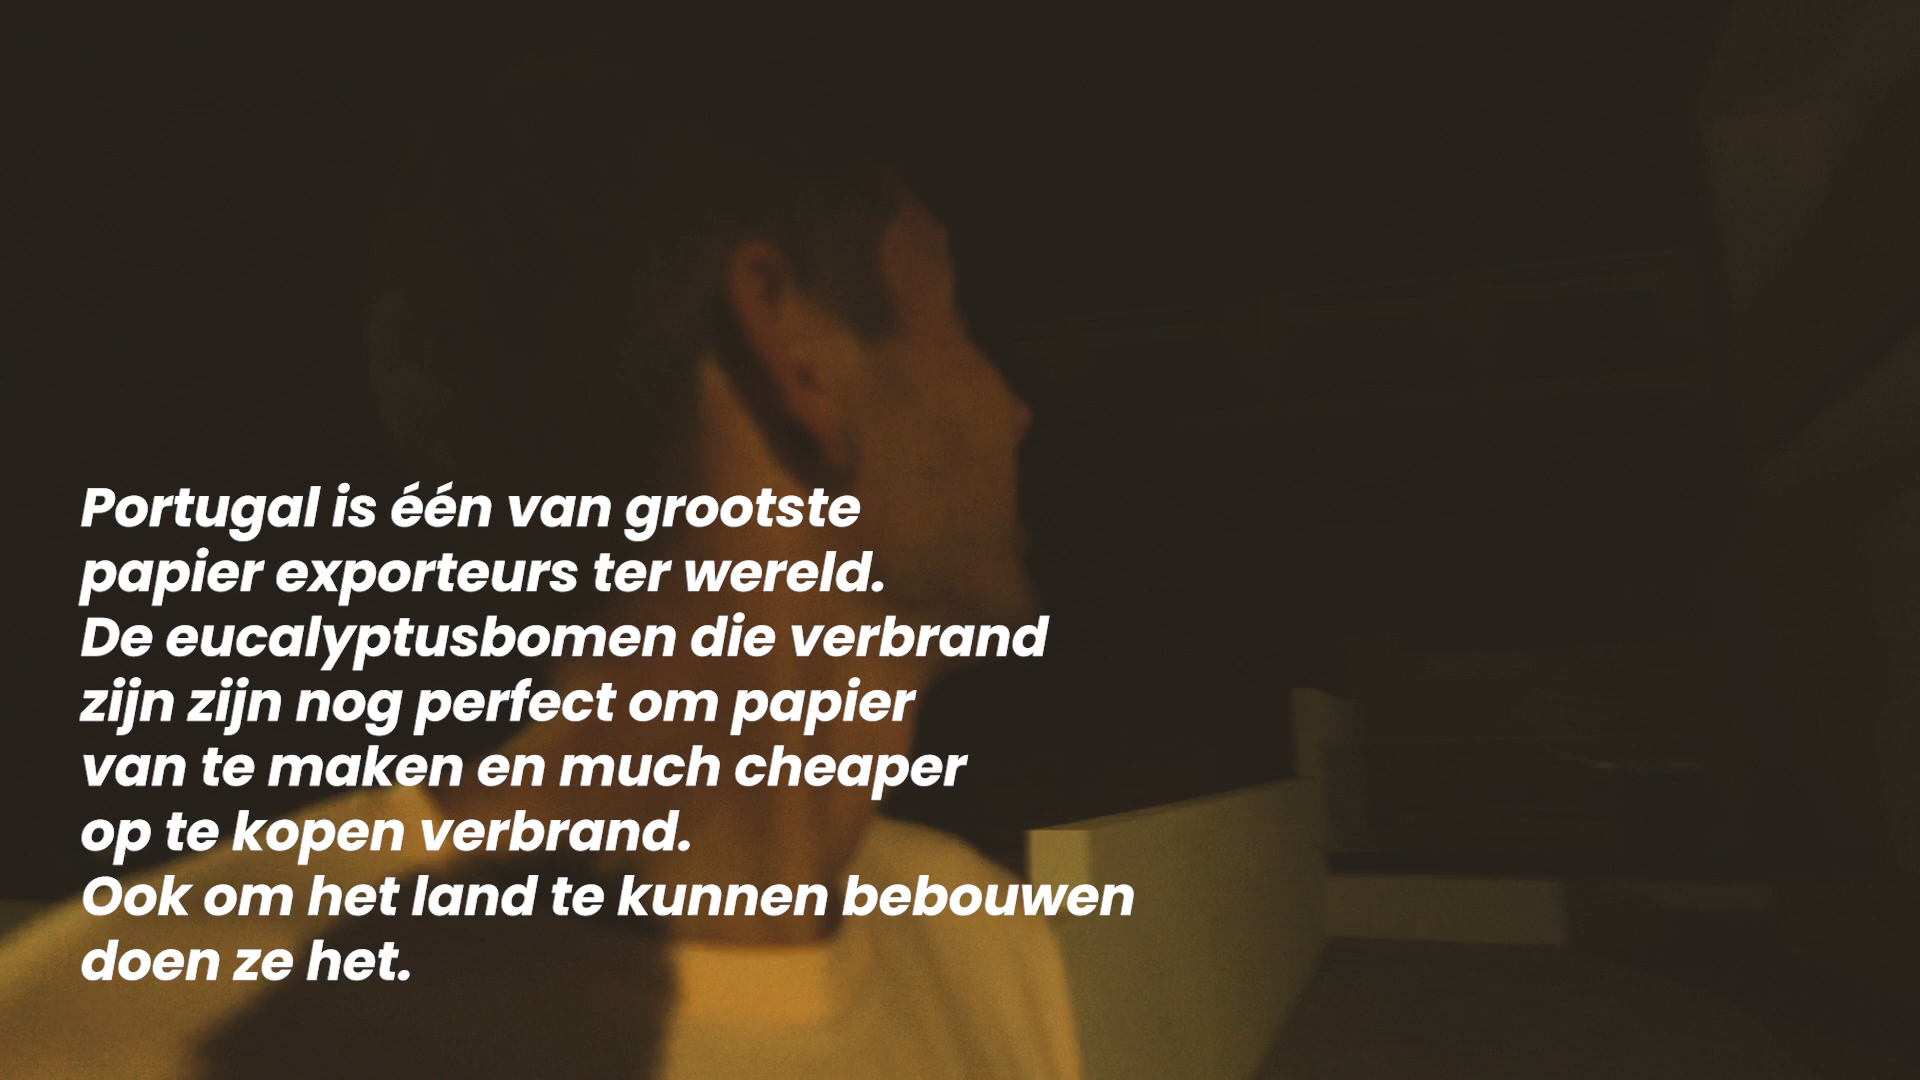 Portugal is één van grootste
papier exporteurs ter wereld.
De eucalyptusbomen die verbrand
zijn zijn nog perfect om papier
van te maken en much cheaper
op te kopen verbrand.
Ook om het land te kunnen bebouwen
doen ze het.